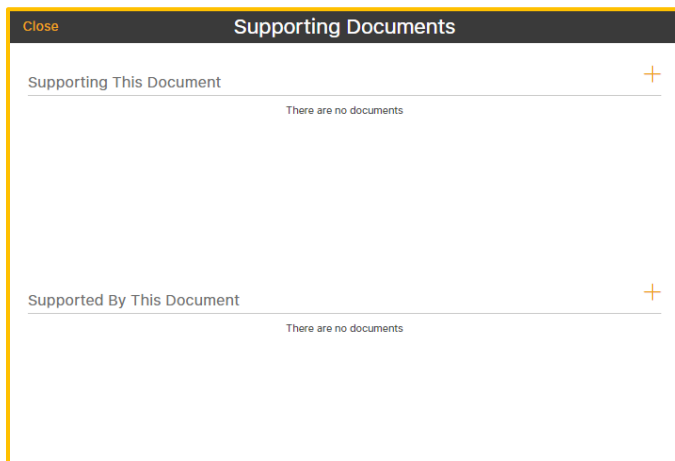 Close
Supporting Documents
Supporting This Document
There are no documents
Supported By This Document
There are no documents